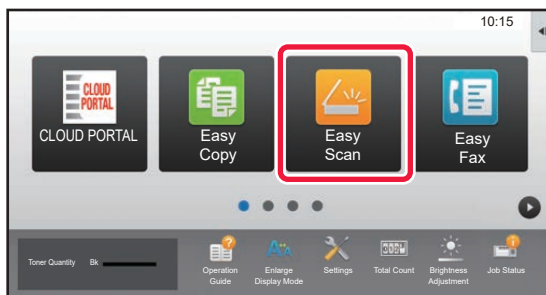 10:15
CLOUD
PORTAL
CLOUD PORTAL
Easy
Copy
Easy
Scan
Easy
Fax
Toner Quantity Bk
Operation
Guide
Enlarge
Display Mode
Settings
Total Count
Brightness
Adjustment
Job Status